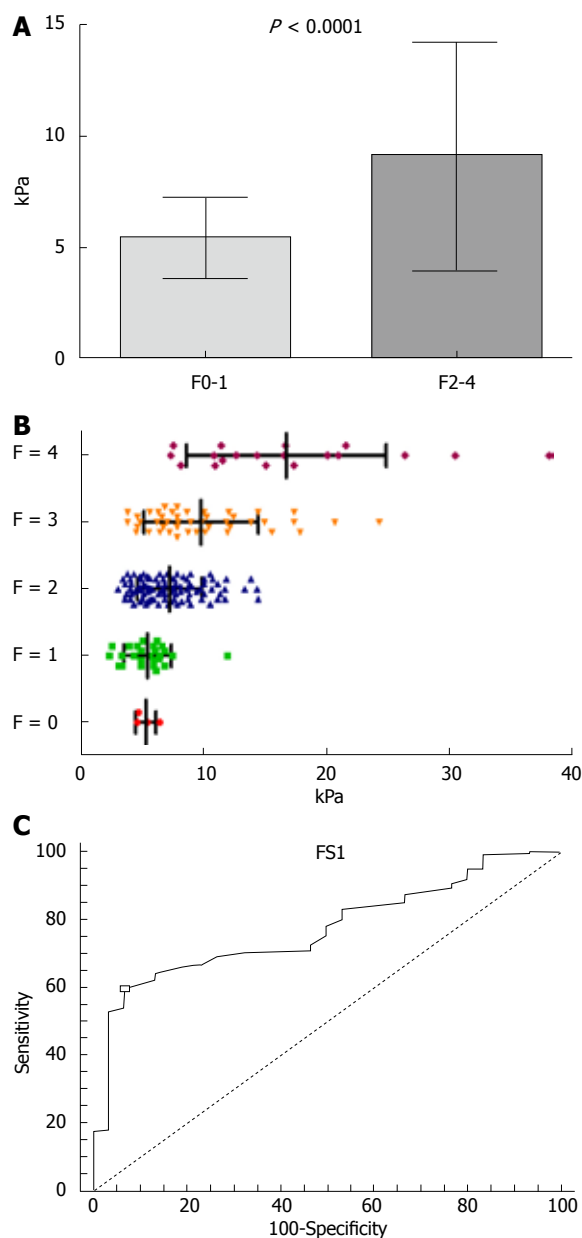 A
P < 0.0001
15
10
5
0
kPa
F0-1
F2-4
B
F = 4
F = 3
F = 2
F = 1
F = 0
0 10 20 30 40
kPa
C
FS1
100
80
60
40
20
0
Sensitivity
0 20 40 60 80 100
100-Specificity